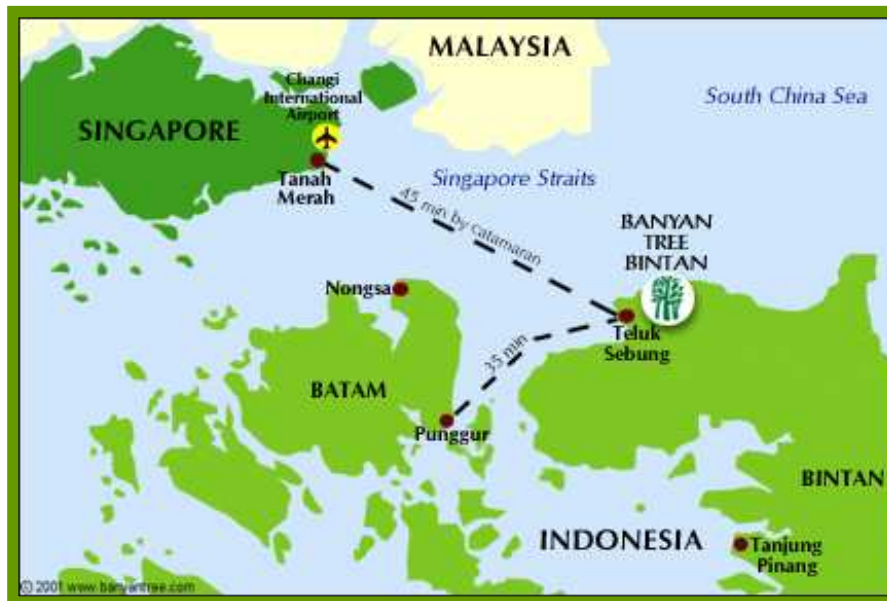 MALAYSIA
Changi
International
Airport
South China Sea
SINGAPORE
Tanah
Merah
Singapore Straits
45 min by catamaran
BANYAN
TREE
BINTAN
Nongsa
Teluk
Sebung
35 min
BATAM
Punggur
BINTAN
INDONESIA
Tanjung
Pinang
© 2001 www.banyantree.com